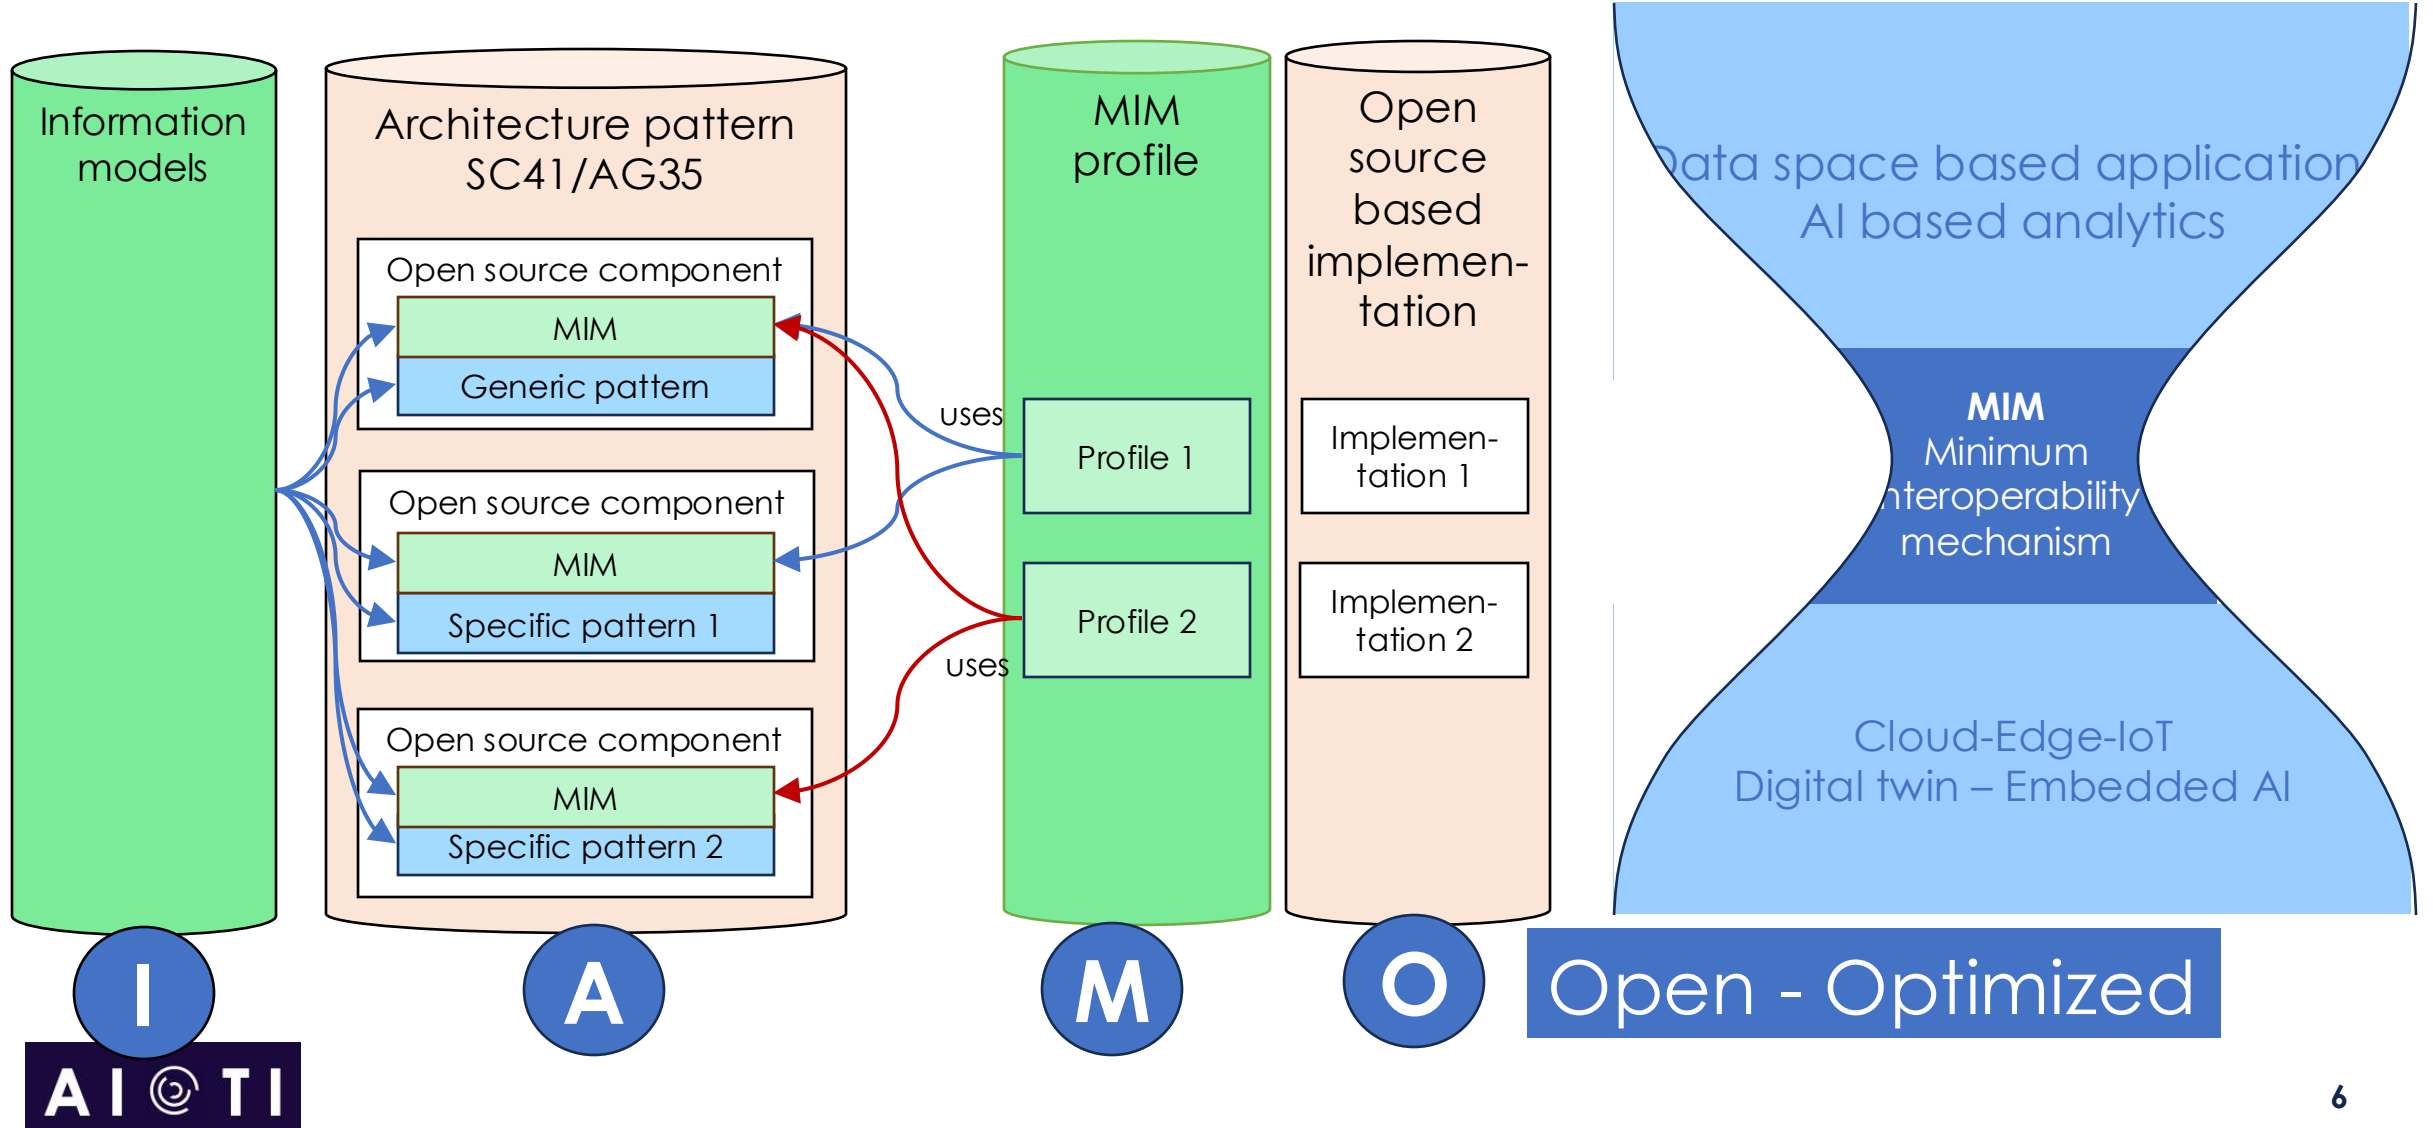 Information
models
Architecture pattern
SC41/AG35
Open source component
MIM
Generic pattern
Open source component
MIM
Specific pattern 1
Open source component
MIM
Specific pattern 2
uses
uses
MIM
profile
Profile 1
Profile 2
Open
source
based
implemen-
tation
Implemen-
tation 1
Implemen-
tation 2
Data space based application
AI based analytics
MIM
Minimum
nteroperability
mechanism
Cloud-Edge-IoT
Digital twin – Embedded AI
I
A
M
O
Open - Optimized
AI TI
6